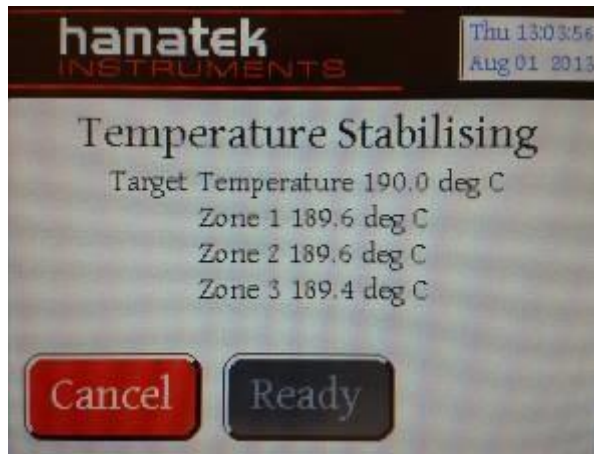 hanatek
INSTRUMENTS
Thu 13:03:56
Aug 01 2013
Temperature Stabilising
Target Temperature 190.0 deg C
Zone 1 189.6 deg C
Zone 2 189.6 deg C
Zone 3 189.4 deg C
Cancel
Ready